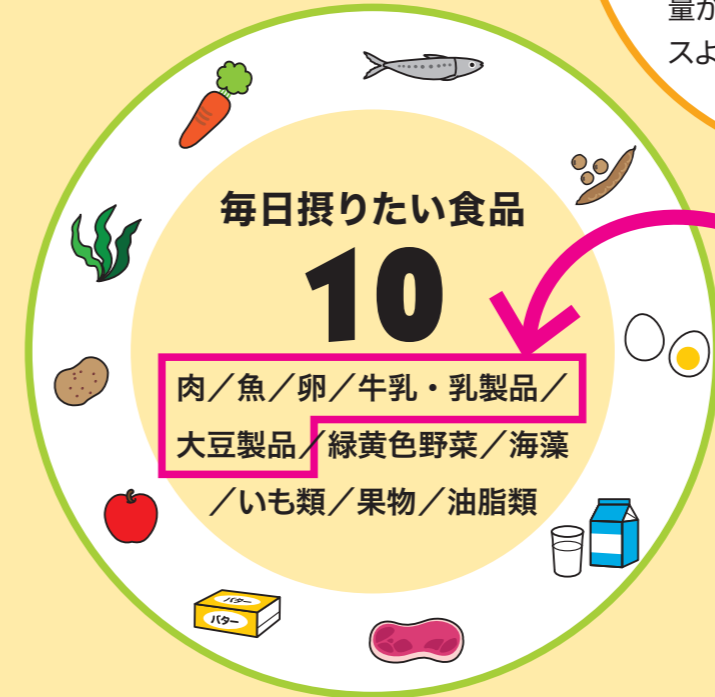 量が
スよ
毎日摂りたい食品
10
肉／魚／卵／牛乳・乳製品／
大豆製品／緑黄色野菜／海藻
／いも類／果物／油脂類
バター
バター